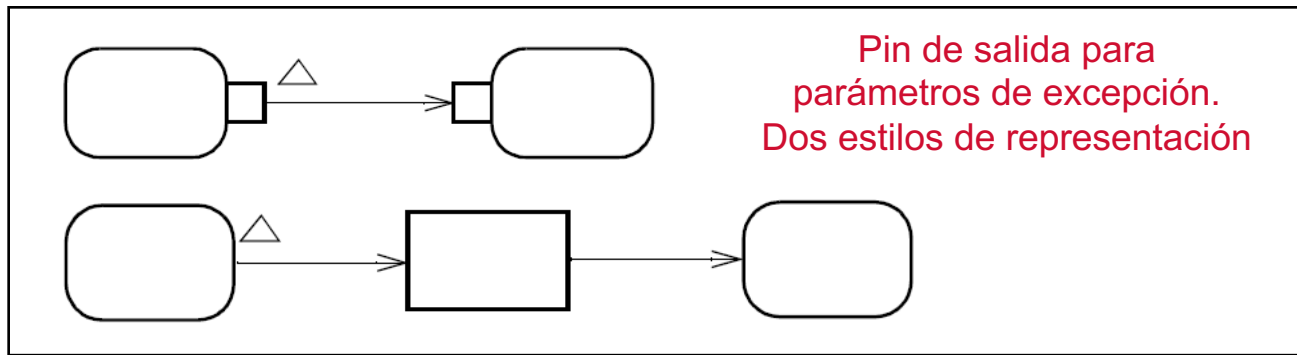 Pin de salida para
parámetros de excepción.
Dos estilos de representación